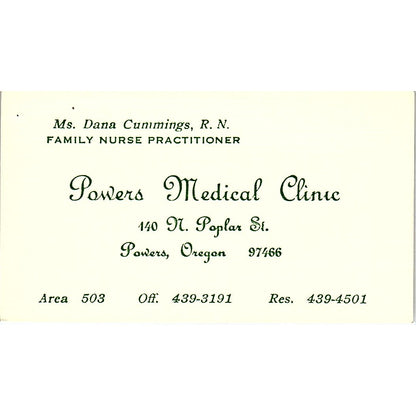 Ms. Dana Cummings, R. N.
FAMILY NURSE PRACTITIONER
Powers Medical Clinic
140 N. Poplar St.
Powers, Oregon 97466
Area 503 Off. 439-3191 Res. 439-4501